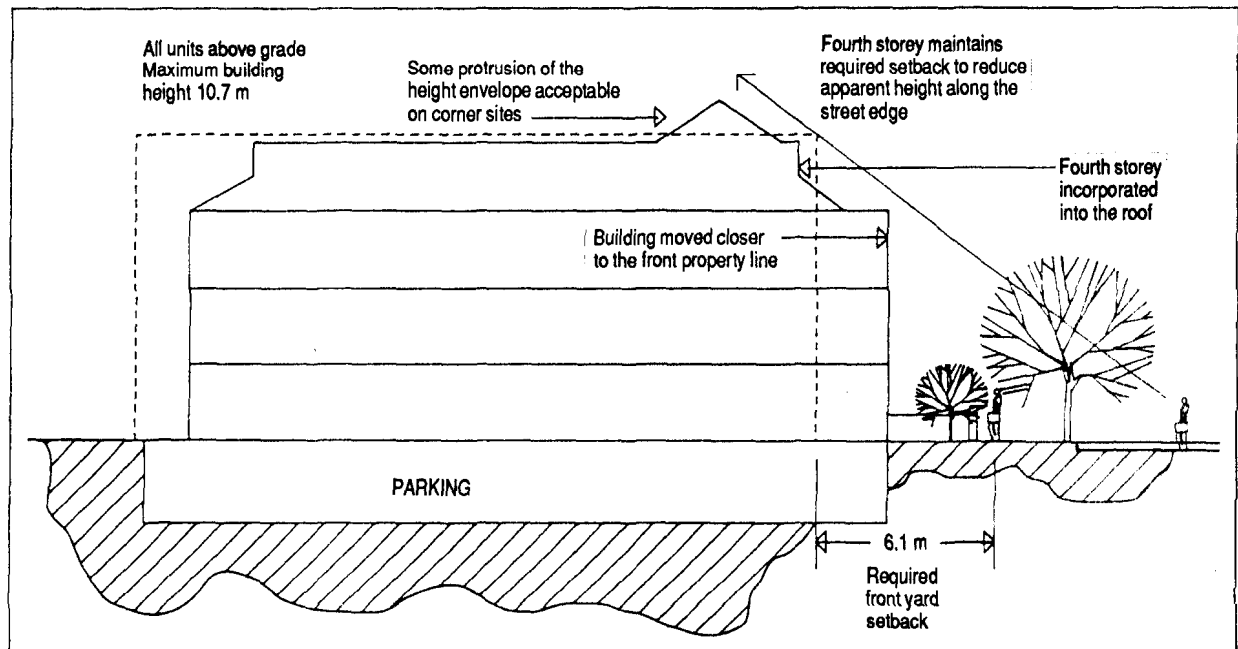 All units above grade
Maximum building
height 10.7 m
Some protrusion of the
height envelope acceptable
on corner sites
Fourth storey maintains
required setback to reduce
apparent height along the
street edge
Fourth storey
incorporated
into the roof
Building moved closer
to the front property line
PARKING
6.1 m
Required
front yard
setback